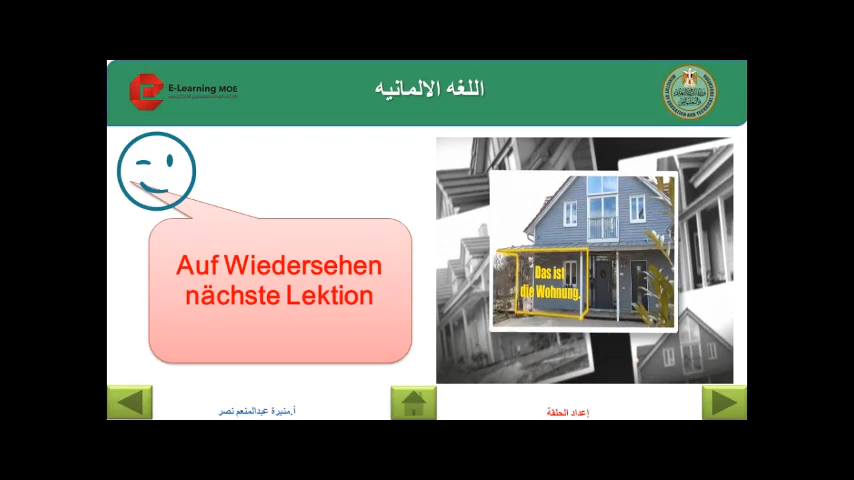 E-Learning MOE
اللغه الالمانيه
Auf Wiedersehen
nächste Lektion
Das ist
die Wohnung.
أ.منيرة عبدالمنعم نصر
إعداد الحلقة